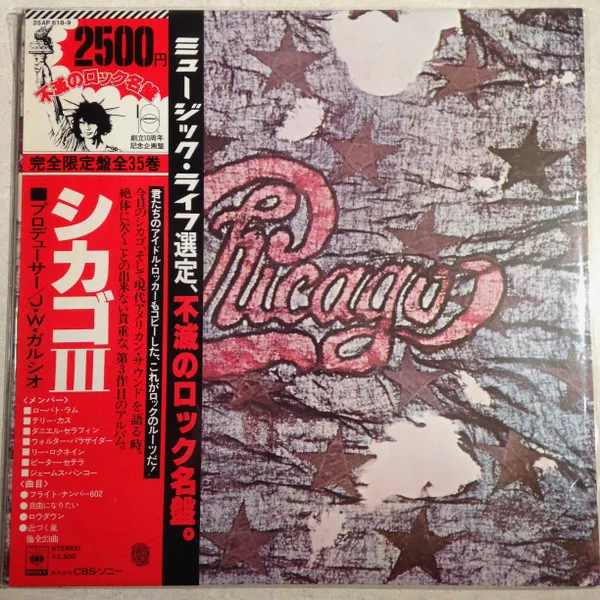 25AP 618-9
2500円
不滅のロック名盤
創立10周年
記念企画盤
完全限定盤全35巻
ミュージック・ライフ選定、不滅のロック名盤。
君たちのアイドル・ロッカーもコピーした、これがロックのルーツだ!
今日のシカゴ、そして現代アメリカン・サウンドを語る時、
絶体に欠くことの出来ない貴重な、第3作目のアルバム。
シカゴIII
■プロデューサー/J・W・ガルシオ
〈メンバー〉
■ローバト・ラム
■テリー・カス
■ダニエル・セラフィン
■ウォルター・パラザイダー
■リー・ロクネイン
■ピーター・セテラ
■ジェームス・パンコー
〈曲目〉
●フライト・ナンバー602
●自由になりたい
●ロウダウン
●近づく嵐
他全23曲
CBS
SONY
STEREO
¥2,500
株式会社CBS・ソニー
Chicago